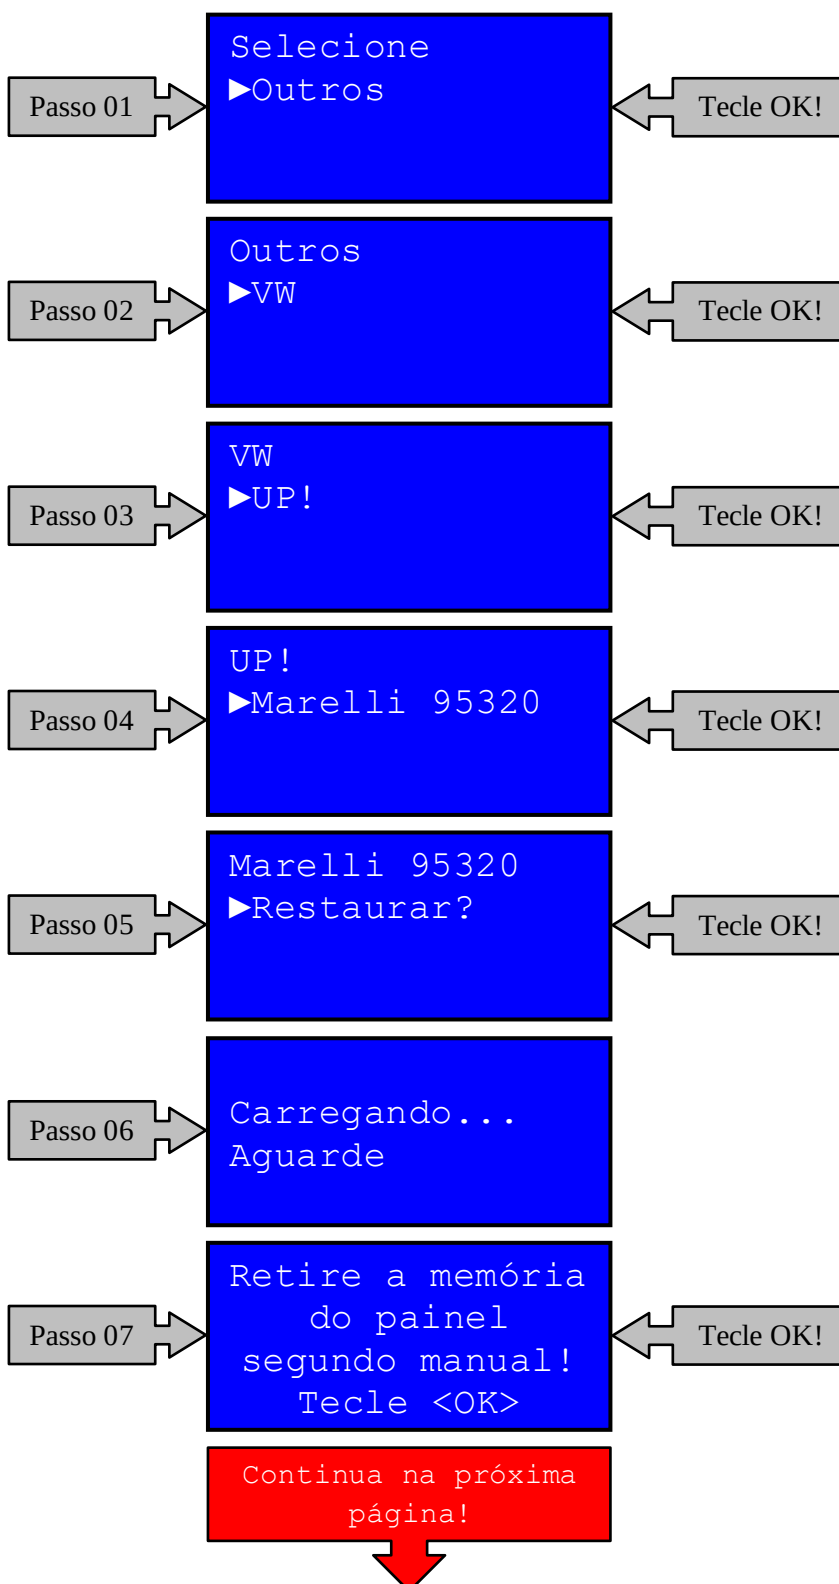 Selecione
Passo 01
►Outros
Tecle OK!
Outros
Passo 02
►VW
Tecle OK!
VW
Passo 03
►UP!
Tecle OK!
UP!
Passo 04
►Marelli 95320
Tecle OK!
Marelli 95320
Passo 05
►Restaurar?
Tecle OK!
Passo 06
Carregando...
Aguarde
Passo 07
Retire a memória
do painel
segundo manual!
Tecle <OK>
Tecle OK!
Continua na próxima
página!